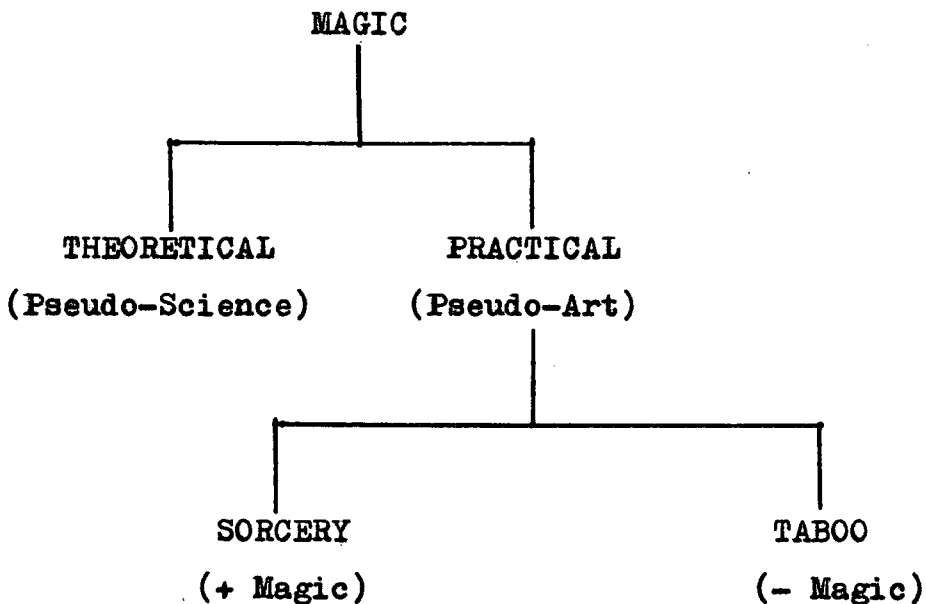 MAGIC
THEORETICAL PRACTICAL
(Pseudo-Science) (Pseudo-Art)
SORCERY TABOO
(+ Magic) (- Magic)